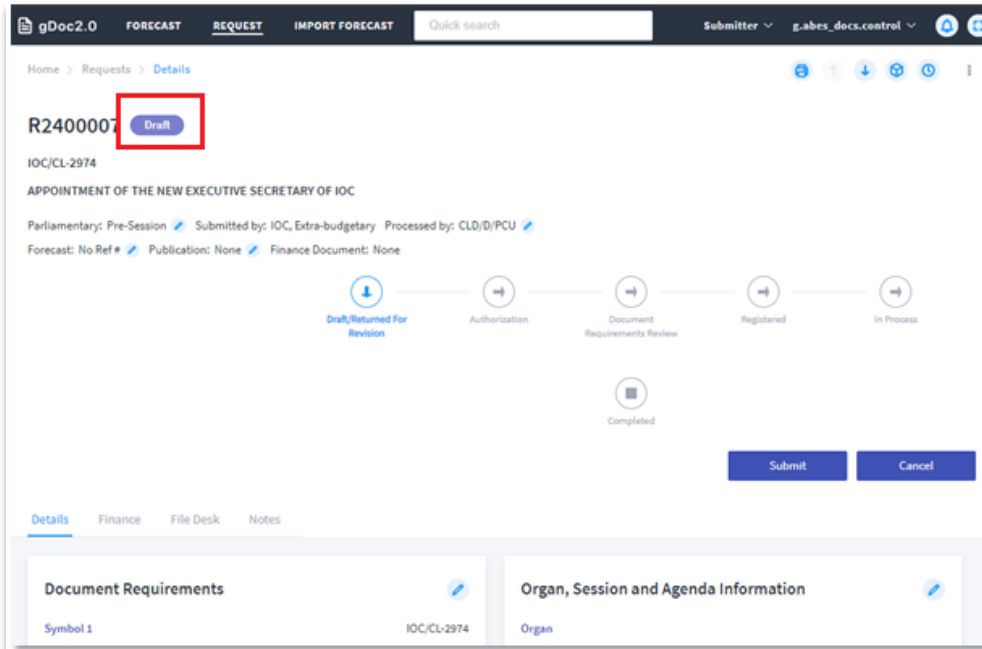 gDoc2.0 FORECAST REQUEST IMPORT FORECAST Quick search Submitter g.abes_docs.control
Home > Requests > Details
R2400007 Draft
IOC/CL-2974
APPOINTMENT OF THE NEW EXECUTIVE SECRETARY OF IOC
Parliamentary: Pre-Session Submitted by: IOC, Extra-budgetary Processed by: CLD/D/PCU
Forecast: No Ref # Publication: None Finance Document: None
Draft/Returned For Authorization Document Registered In Process
Revision Requirements Review
Completed
Submit Cancel
Details Finance File Desk Notes
Document Requirements Organ, Session and Agenda Information
Symbol 1 IOC/CL-2974 Organ